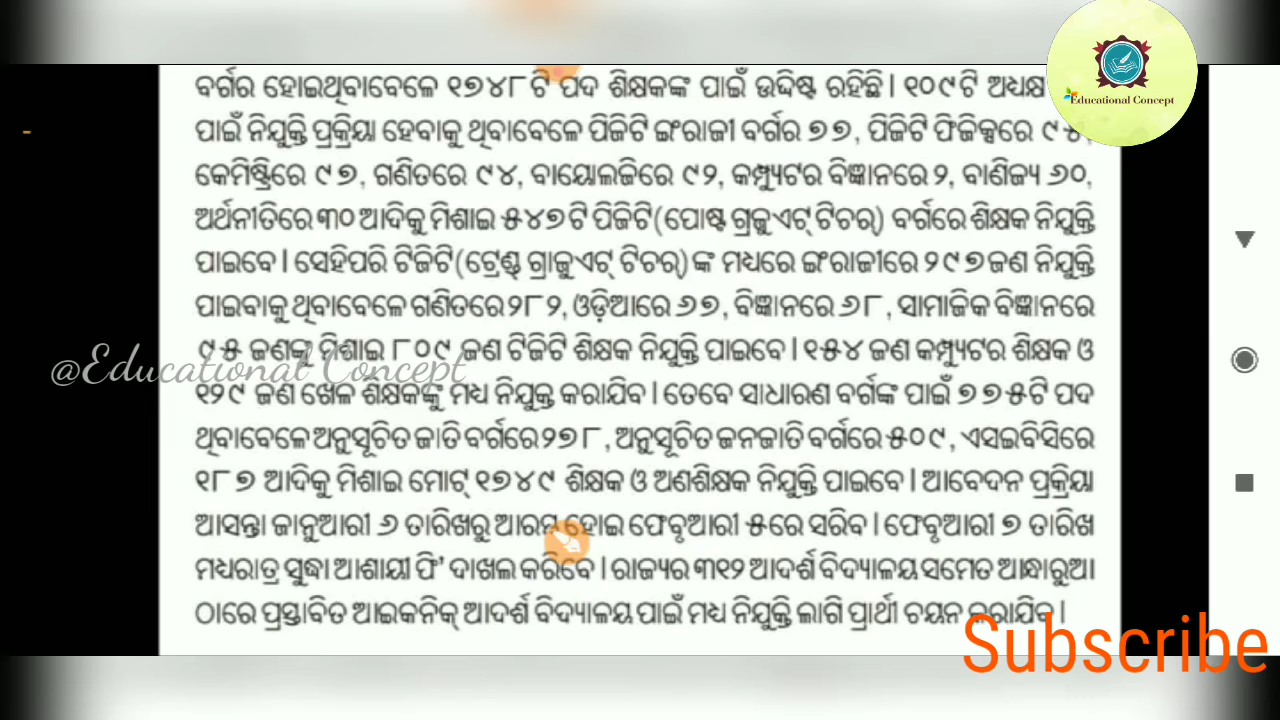 Educational Concept
ବର୍ଗର ହୋଇଥିବାବେଳେ ୧୭୪୮ଟି ପଦ ଶିକ୍ଷକଙ୍କ ପାଇଁ ଉଦ୍ଦିଷ୍ଟ ରହିଛି। ୧୦୯ଟି
ପାଇଁ ନିଯୁକ୍ତି ପ୍ରକ୍ରିୟା ହେବାକୁ ଥିବାବେଳେ ପିଜିଟି ଇଂରାଜୀ ବର୍ଗର ୭୭, ପିଜିଟି ଫିଜିକ୍ସରେ
କେମିଷ୍ଟ୍ରିରେ ୯୭, ଗଣିତରେ ୯୪, ବାୟୋଲଜିରେ ୯୨, କମ୍ପ୍ୟୁଟର ବିଜ୍ଞାନରେ ୨, ବାଣିଜ୍ୟ ୬୦,
ଅର୍ଥନୀତିରେ ୩୦ ଆଦିକୁ ମିଶାଇ ୫୪୭ ଟି ପିଜିଟି (ପୋଷ୍ଟ ଗ୍ରାଜୁଏଟ୍ ଟିଚର୍) ବର୍ଗରେ ଶିକ୍ଷକ ନିଯୁକ୍ତି
ପାଇବେ। ସେହିପରି ଟିଜିଟି (ଟ୍ରେଣ୍ଡ୍ ଗ୍ରାଜୁଏଟ୍ ଟିଚର୍)ଙ୍କ ମଧ୍ୟରେ ଇଂରାଜୀରେ ୨୯୭ ଜଣ ନିଯୁକ୍ତି
ପାଇବାକୁ ଥିବାବେଳେ ଗଣିତରେ ୨୮୨, ଓଡ଼ିଆରେ ୬୭, ବିଜ୍ଞାନରେ ୬୮, ସାମାଜିକ ବିଜ୍ଞାନରେ
୯୫ ଜଣଙ୍କୁ ମିଶାଇ ୮୦୯ ଜଣ ଟିଜିଟି ଶିକ୍ଷକ ନିଯୁକ୍ତି ପାଇବେ। ୧୫୪ ଜଣ କମ୍ପ୍ୟୁଟର ଶିକ୍ଷକ ଓ
@Educational Concept
୧୨୯ ଜଣ ଖେଳ ଶିକ୍ଷକଙ୍କୁ ମଧ୍ୟ ନିଯୁକ୍ତ କରାଯିବ। ତେବେ ସାଧାରଣ ବର୍ଗଙ୍କ ପାଇଁ ୭୭୫ଟି ପଦ
ଥିବାବେଳେ ଅନୁସୂଚିତ ଜାତି ବର୍ଗରେ ୨୭୮, ଅନୁସୂଚିତ ଜନଜାତି ବର୍ଗରେ ୫୦୯, ଏସଇବିସିରେ
୧୮୭ ଆଦିକୁ ମିଶାଇ ମୋଟ୍ ୧୭୪୯ ଶିକ୍ଷକ ଓ ଅଣଶିକ୍ଷକ ନିଯୁକ୍ତି ପାଇବେ। ଆବେଦନ ପ୍ରକ୍ରିୟା
ଆସନ୍ତା ଜାନୁଆରୀ ୬ ତାରିଖରୁ ଆରମ୍ଭ ହୋଇ ଫେବୃଆରୀ ୫ରେ ସରିବ। ଫେବୃଆରୀ ୭ ତାରିଖ
ମଧ୍ୟରାତ୍ର ସୁଦ୍ଧା ଆଶାୟୀ ଫି' ଦାଖଲ କରିବେ। ରାଜ୍ୟର ୩୧୨ ଆଦର୍ଶ ବିଦ୍ୟାଳୟ ସମେତ ଆନ୍ଧାରୁଆ
ଠାରେ ପ୍ରସ୍ତାବିତ ଆଇକନିକ୍ ଆଦର୍ଶ ବିଦ୍ୟାଳୟ ପାଇଁ ମଧ୍ୟ ନିଯୁକ୍ତି ଲାଗି ପ୍ରାର୍ଥୀ ଚୟନ କରାଯିବ।
Subscribe